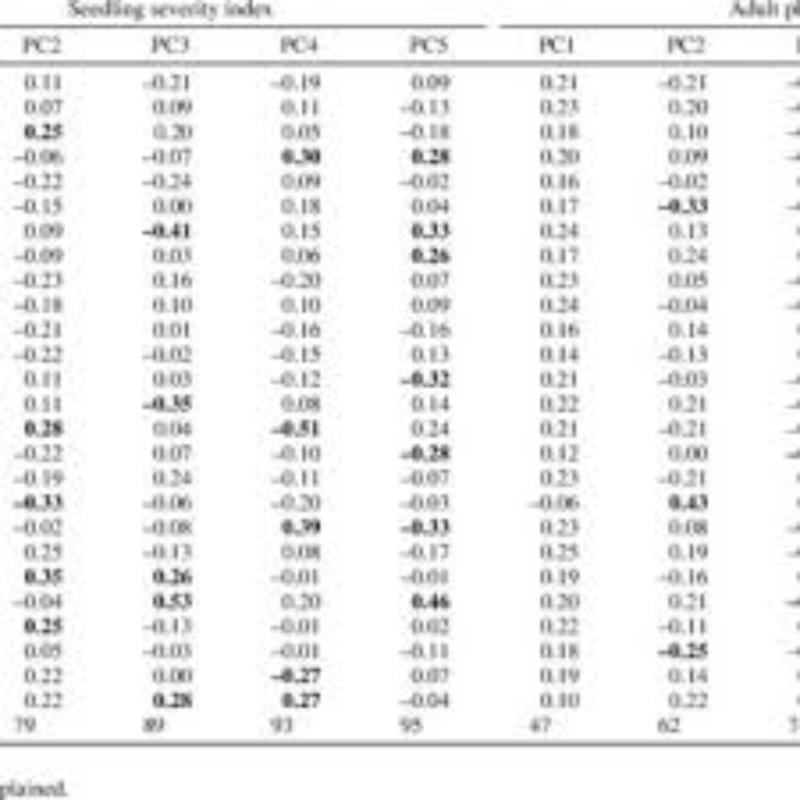 Seedling severity index Adult
PC2 PC3 PC4 PC5 PC1 PC2
0.11 –0.21 –0.19 0.09 0.21 –0.21
0.07 0.09 0.11 –0.13 0.23 0.20
0.25 0.20 0.05 –0.18 0.18 0.10
–0.06 –0.07 0.30 0.28 0.20 0.09
–0.22 –0.24 0.09 –0.02 0.16 –0.02
–0.15 0.00 0.18 0.04 0.17 –0.33
0.09 –0.41 0.15 0.33 0.24 0.13
–0.09 0.03 0.06 0.26 0.17 0.24
–0.23 0.16 –0.20 0.07 0.23 0.05
–0.18 0.10 0.10 0.09 0.24 –0.04
–0.21 0.01 –0.16 –0.16 0.16 0.14
–0.22 –0.02 –0.15 0.13 0.14 –0.13
0.11 0.03 –0.12 –0.32 0.21 –0.03
0.11 –0.35 0.08 0.14 0.22 0.21
0.28 0.04 –0.51 0.24 0.21 –0.21
–0.22 0.07 –0.10 –0.28 0.12 0.00
–0.19 0.24 –0.11 –0.07 0.23 –0.21
–0.33 –0.06 –0.20 –0.03 –0.06 0.43
–0.02 –0.08 0.39 –0.33 0.23 0.08
0.25 –0.13 0.08 –0.17 0.25 0.19
0.35 0.26 –0.01 –0.01 0.19 –0.16
–0.04 0.53 0.20 0.46 0.20 0.21
0.25 –0.13 –0.01 0.02 0.22 –0.11
0.05 –0.03 –0.01 –0.11 0.18 –0.25
0.22 0.00 –0.27 0.07 0.19 0.14
0.22 0.28 0.27 –0.04 0.10 0.22
79 89 93 95 47 62
plained.